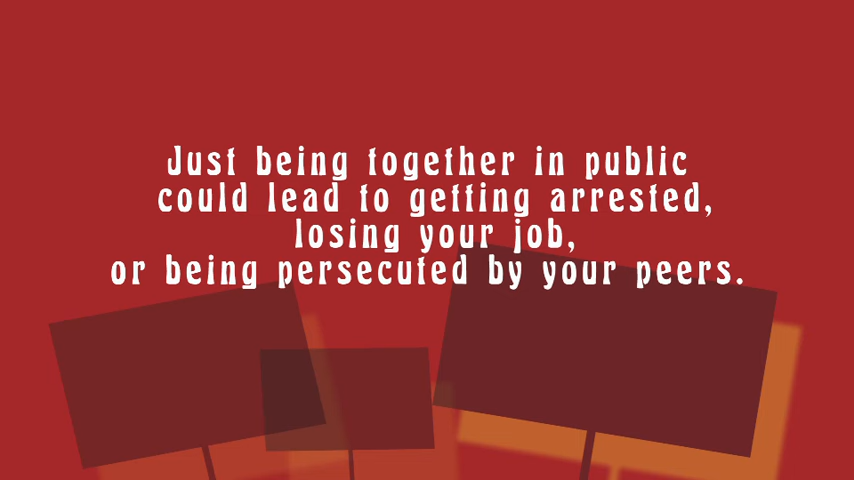 Just being together in public
could lead to getting arrested,
losing your job,
or being persecuted by your peers.